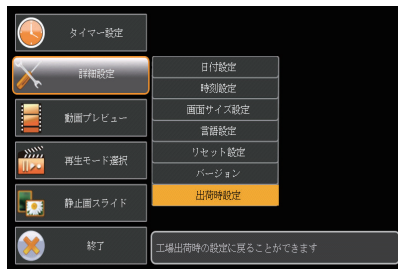 タイマー設定
詳細設定
動画プレビュー
再生モード選択
静止画スライド
終了
日付設定
時刻設定
画面サイズ設定
言語設定
リセット設定
バージョン
出荷時設定
工場出荷時の設定に戻ることができます